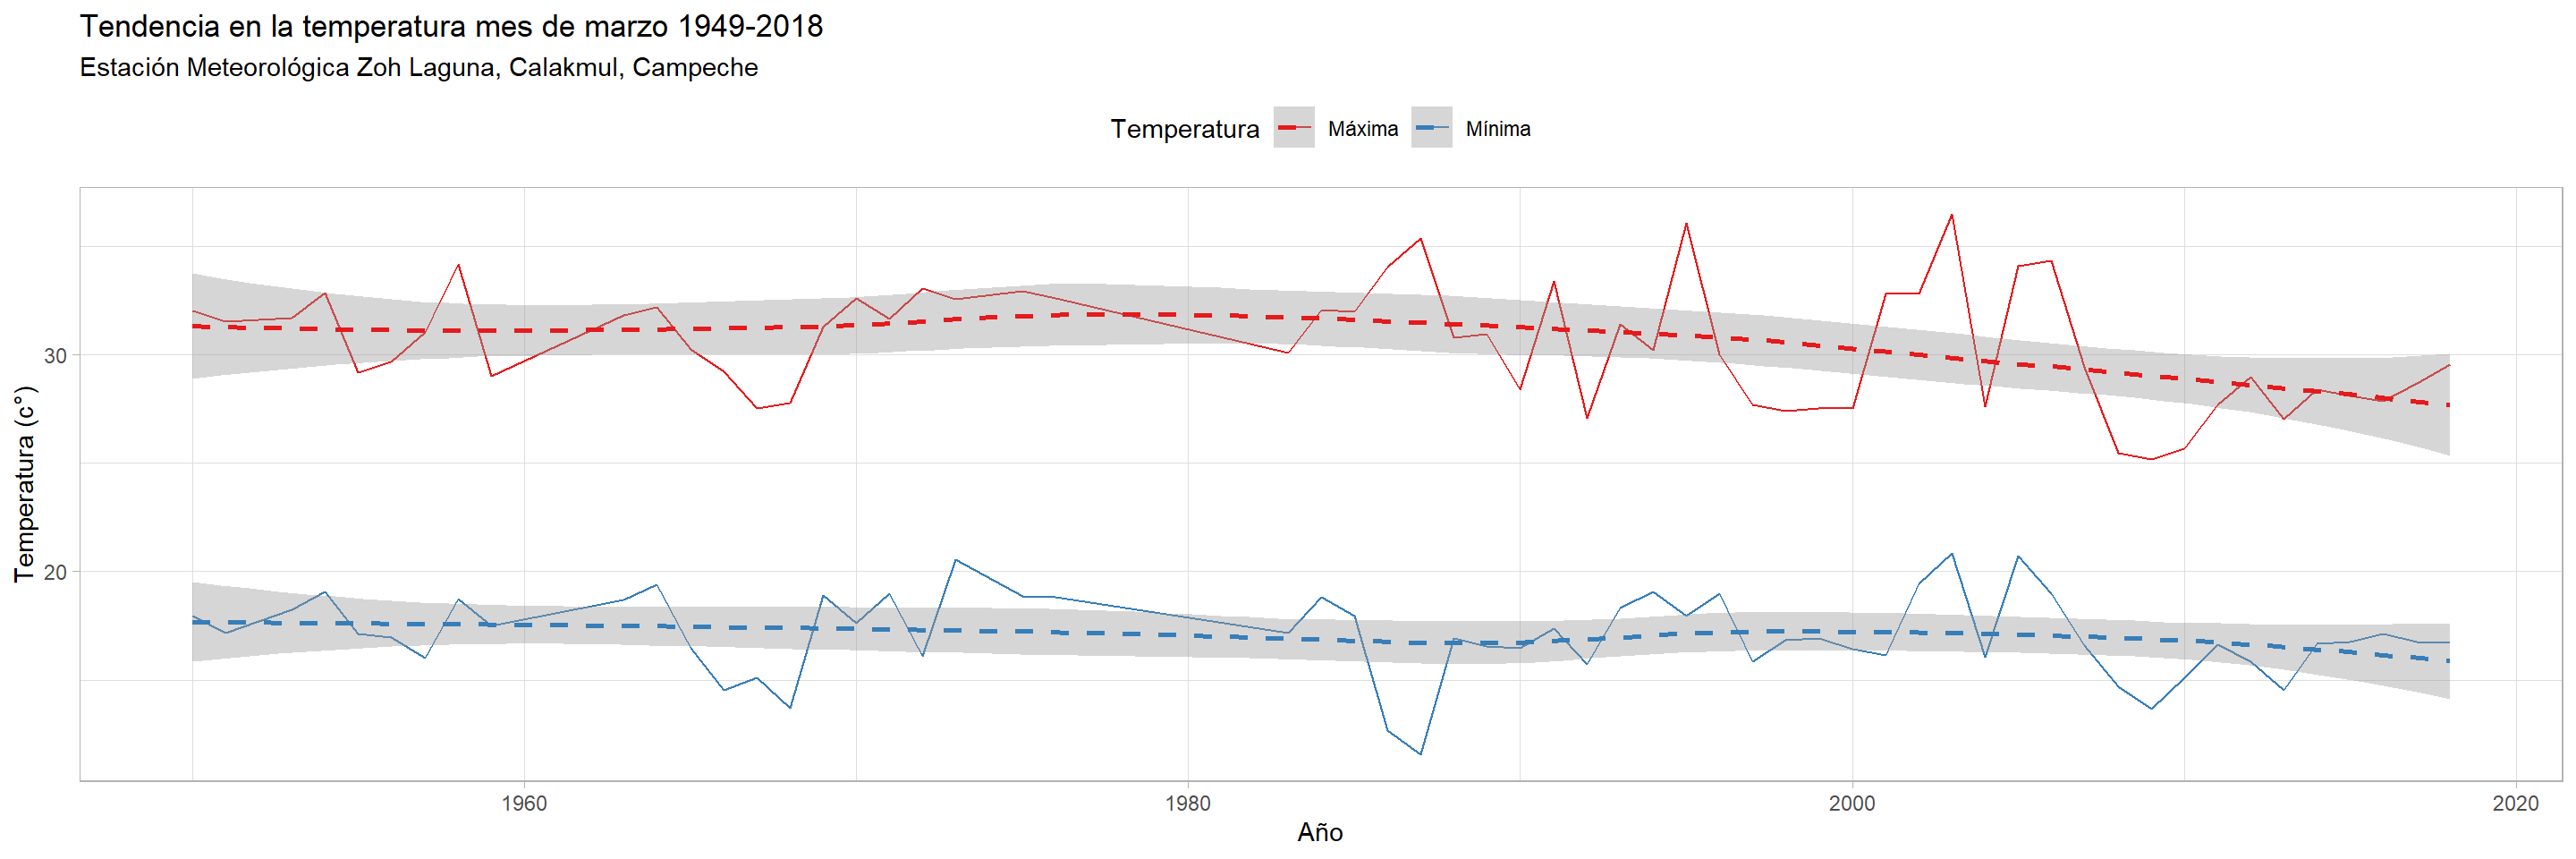 Tendencia en la temperatura mes de marzo 1949-2018
Estación Meteorológica Zoh Laguna, Calakmul, Campeche
Temperatura Máxima Mínima
Temperatura (c°)
30
20
1960 1980 2000 2020
Año